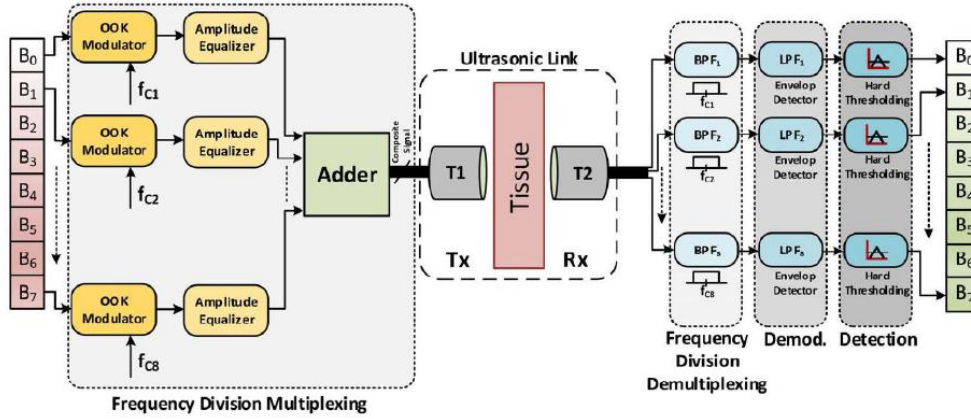 B0
B1
B2
B3
B4
B5
B6
B7
OOK
Modulator
fC1
OOK
Modulator
fC2
OOK
Modulator
fC8
Amplitude
Equalizer
Amplitude
Equalizer
Amplitude
Equalizer
Adder
Composite
Signal
Frequency Division Multiplexing
Ultrasonic Link
T1
Tissue
T2
Tx
Rx
BPF1
fC1
BPF2
fC2
BPF8
fC8
Frequency
Division
Demultiplexing
LPF1
Envelop
Detector
LPF2
Envelop
Detector
LPF8
Envelop
Detector
Demod.
Hard
Thresholding
Hard
Thresholding
Hard
Thresholding
Detection
B0
B1
B2
B3
B4
B5
B6
B7